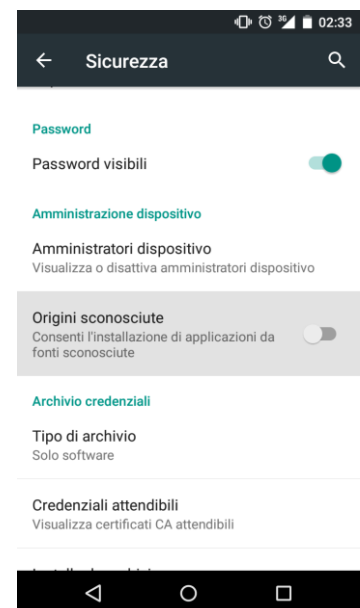 3G 02:33
Sicurezza
Password
Password visibili
Amministrazione dispositivo
Amministratori dispositivo
Visualizza o disattiva amministratori dispositivo
Origini sconosciute
Consenti l'installazione di applicazioni da
fonti sconosciute
Archivio credenziali
Tipo di archivio
Solo software
Credenziali attendibili
Visualizza certificati CA attendibili